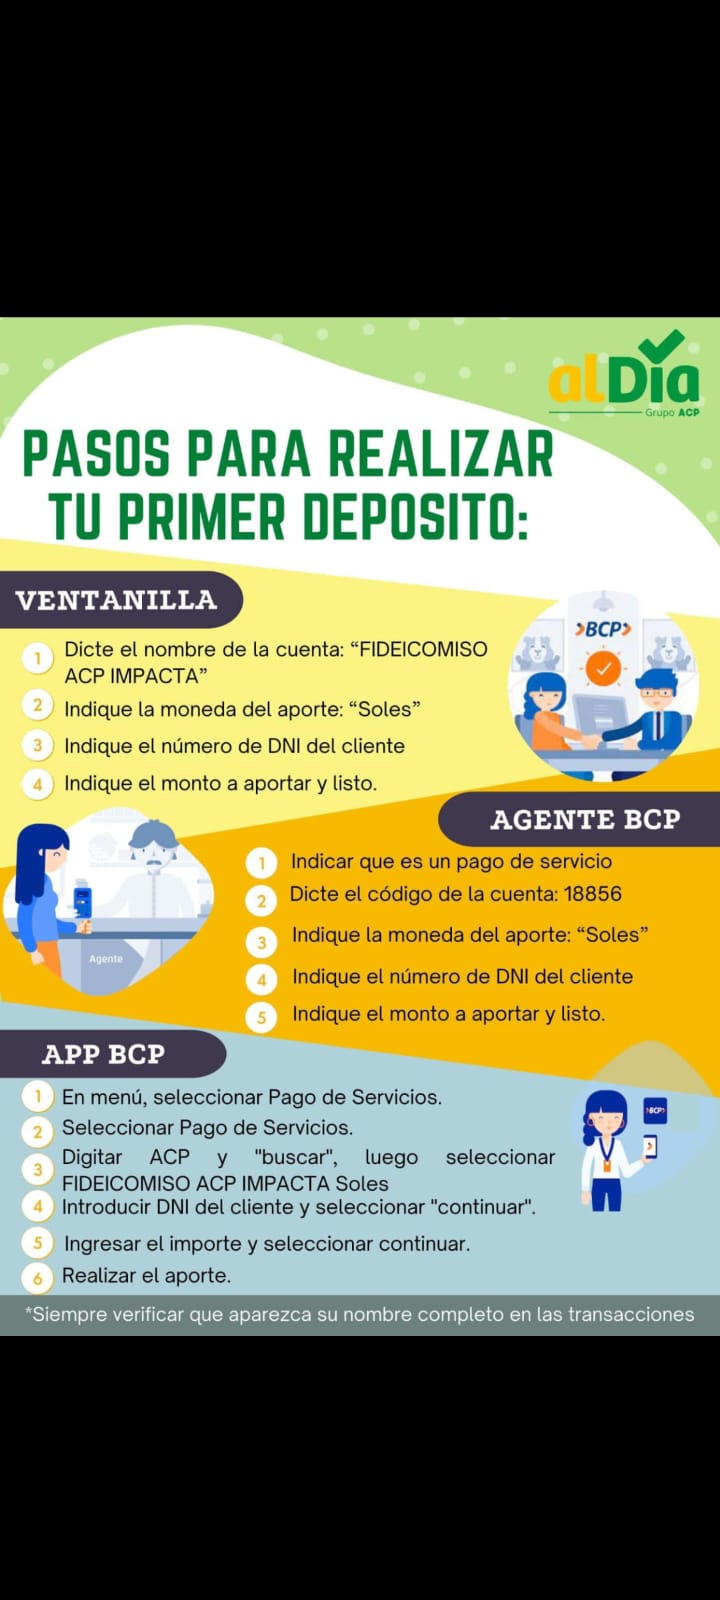 alDía
Grupo ACP
PASOS PARA REALIZAR
TU PRIMER DEPOSITO:
VENTANILLA
1 Dicte el nombre de la cuenta: “FIDEICOMISO
ACP IMPACTA”
2 Indique la moneda del aporte: “Soles”
3 Indique el número de DNI del cliente
4 Indique el monto a aportar y listo.
›BCP›
AGENTE BCP
1 Indicar que es un pago de servicio
2 Dicte el código de la cuenta: 18856
3 Indique la moneda del aporte: “Soles”
4 Indique el número de DNI del cliente
5 Indique el monto a aportar y listo.
Agente
APP BCP
1 En menú, seleccionar Pago de Servicios.
2 Seleccionar Pago de Servicios.
3 Digitar ACP y "buscar", luego seleccionar
FIDEICOMISO ACP IMPACTA Soles
4 Introducir DNI del cliente y seleccionar "continuar".
5 Ingresar el importe y seleccionar continuar.
6 Realizar el aporte.
›BCP›
*Siempre verificar que aparezca su nombre completo en las transacciones